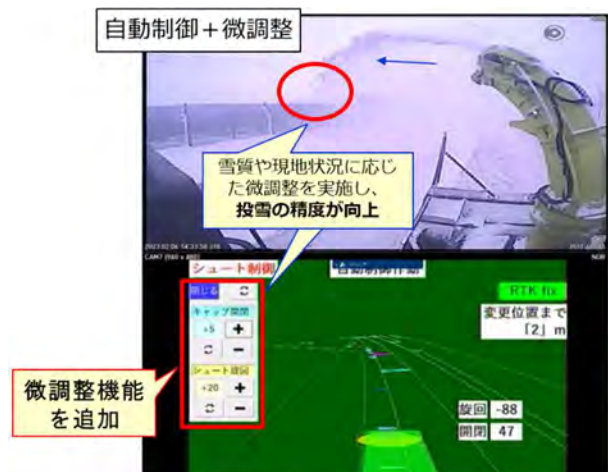 自動制御＋微調整
雪質や現地状況に応じ
た微調整を実施し、
投雪の精度が向上
シュート制御
自動制御作動
閉じる
RTK fix
キャップ開閉
+5
+
−
変更位置まで
「2」m
シュート旋回
+20
+
−
微調整機能
を追加
旋回 -88
開閉 47